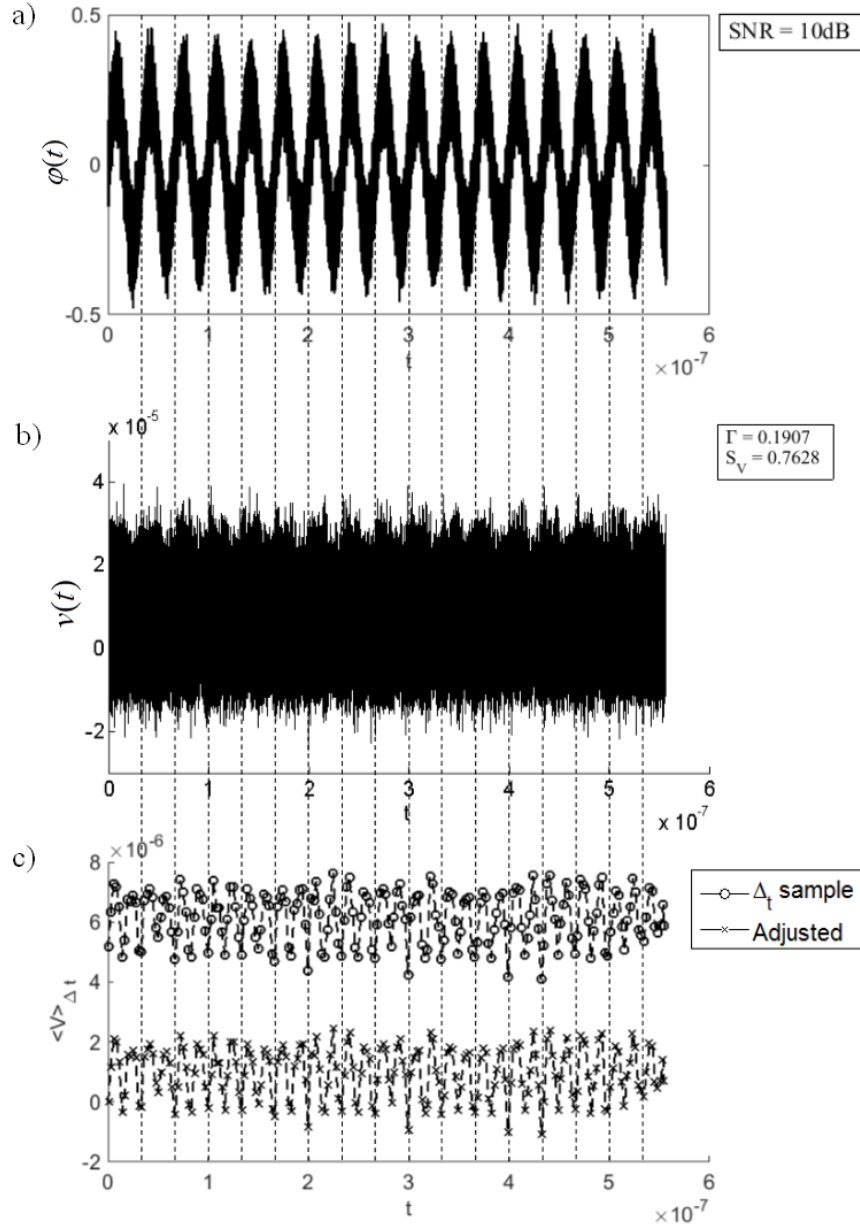 a)
SNR = 10dB
0.5
0
-0.5
φ(t)
0 1 2 3 4 5 6
t
×10⁻⁷
b)
x 10⁻⁵
Γ = 0.1907
S_V = 0.7628
4
2
0
-2
v(t)
0 1 2 3 4 5 6
t
x 10⁻⁷
c)
×10⁻⁶
8
6
4
2
0
-2
<V>Δ t
Δt sample
Adjusted
0 1 2 3 4 5 6
t
×10⁻⁷